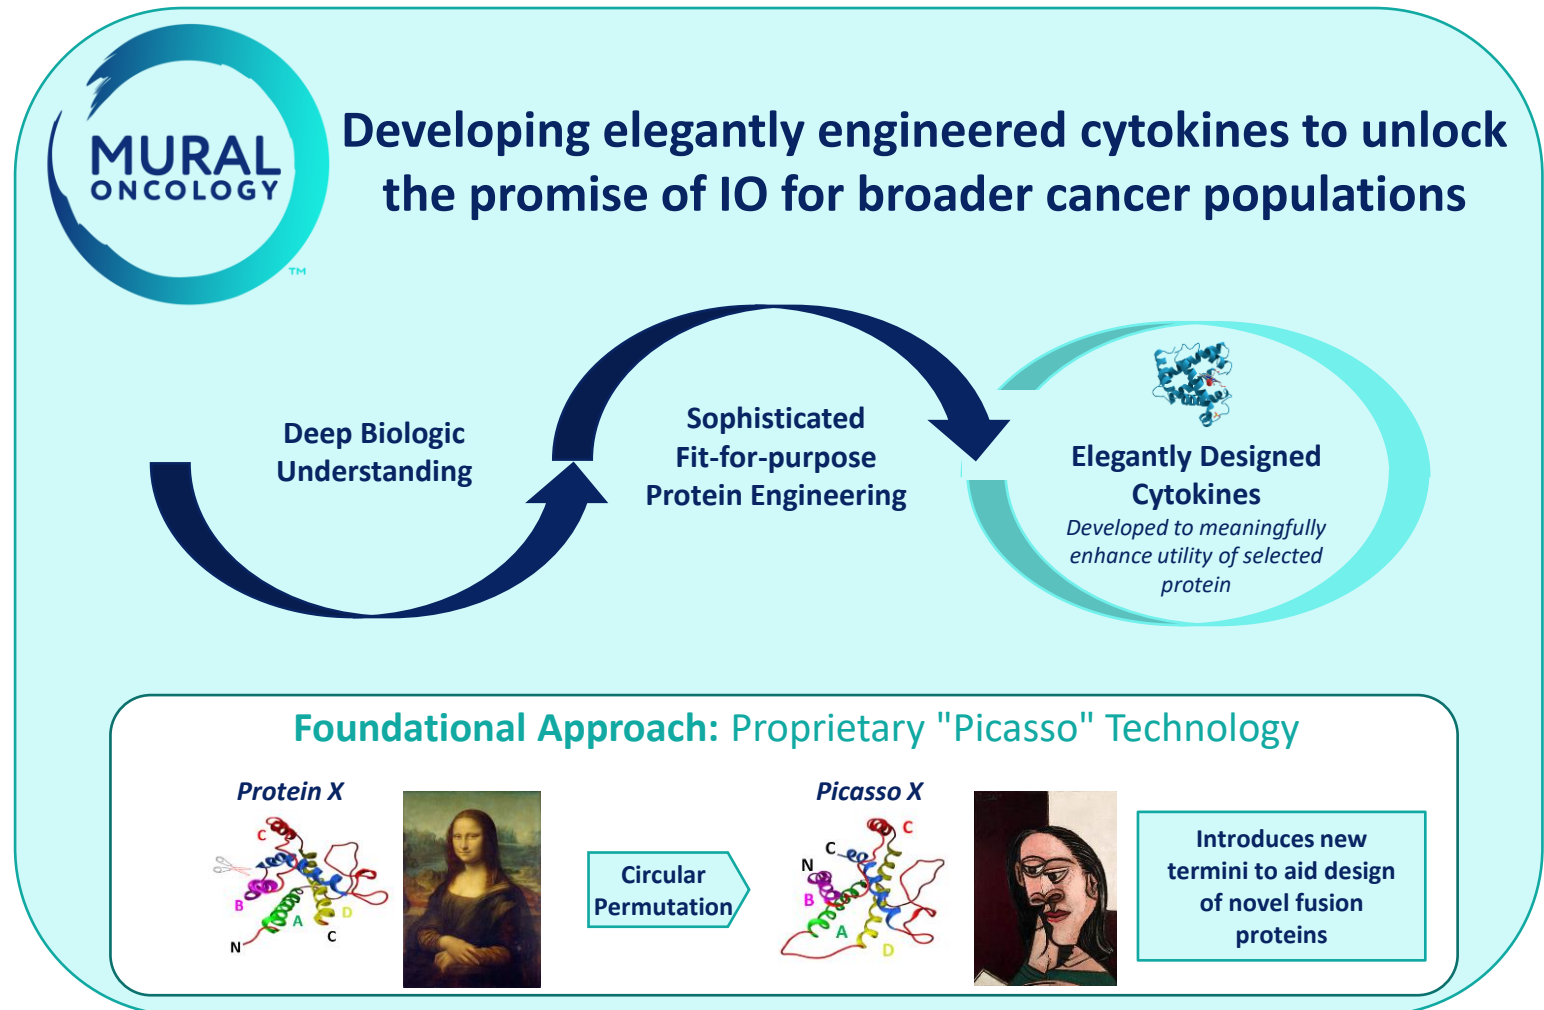 MURAL
ONCOLOGY
TM
Developing elegantly engineered cytokines to unlock
the promise of IO for broader cancer populations
Deep Biologic
Understanding
Sophisticated
Fit-for-purpose
Protein Engineering
Elegantly Designed
Cytokines
Developed to meaningfully
enhance utility of selected
protein
Foundational Approach: Proprietary "Picasso" Technology
Protein X
C
B
A
D
N
C
Circular
Permutation
Picasso X
C
C
N
B
A
D
Introduces new
termini to aid design
of novel fusion
proteins